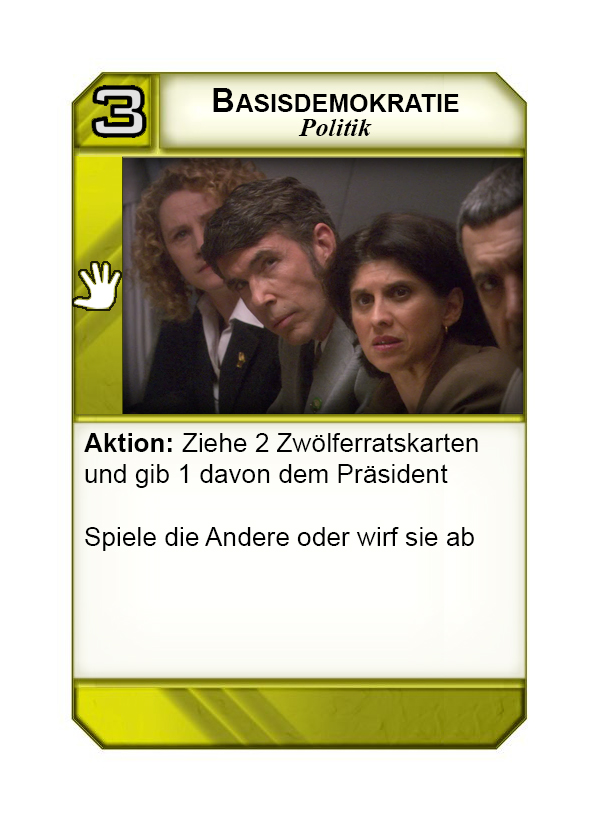 3
BASISDEMOKRATIE
Politik
Aktion: Ziehe 2 Zwölferratskarten
und gib 1 davon dem Präsident
Spiele die Andere oder wirf sie ab